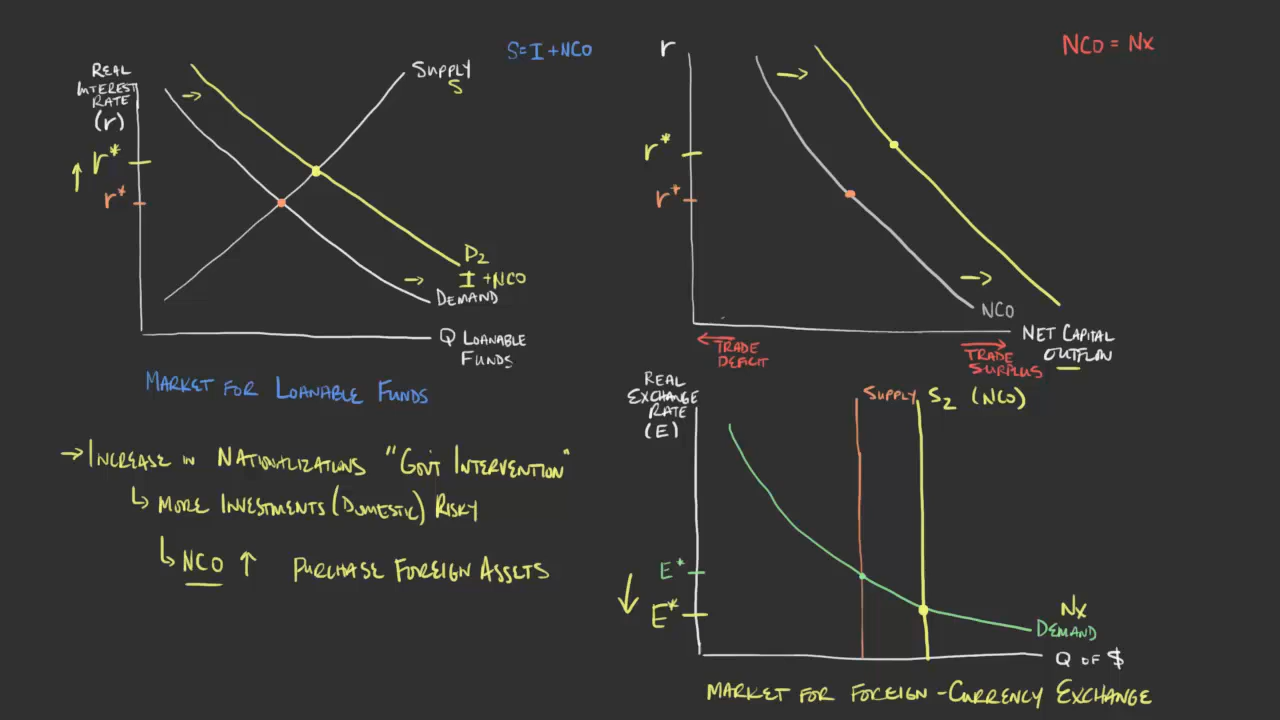 REAL
INTEREST
RATE
(r)
↑ r*
r*
SUPPLY
S
S=I+NCO
D2
I+NCO
DEMAND
Q LOANABLE
FUNDS
MARKET FOR LOANABLE FUNDS
→ INCREASE IN NATIONALIZATIONS "GOV'T INTERVENTION"
↳ MORE INVESTMENTS (DOMESTIC) RISKY
↳ NCO ↑ PURCHASE FOREIGN ASSETS
r
NCO = NX
r*
r*
NCO
NET CAPITAL
OUTFLOW
TRADE
DEFICIT
TRADE
SURPLUS
REAL
EXCHANGE
RATE
(E)
SUPPLY
S2 (NCO)
E*
↓ E*
NX
DEMAND
Q OF $
MARKET FOR FOREIGN-CURRENCY EXCHANGE